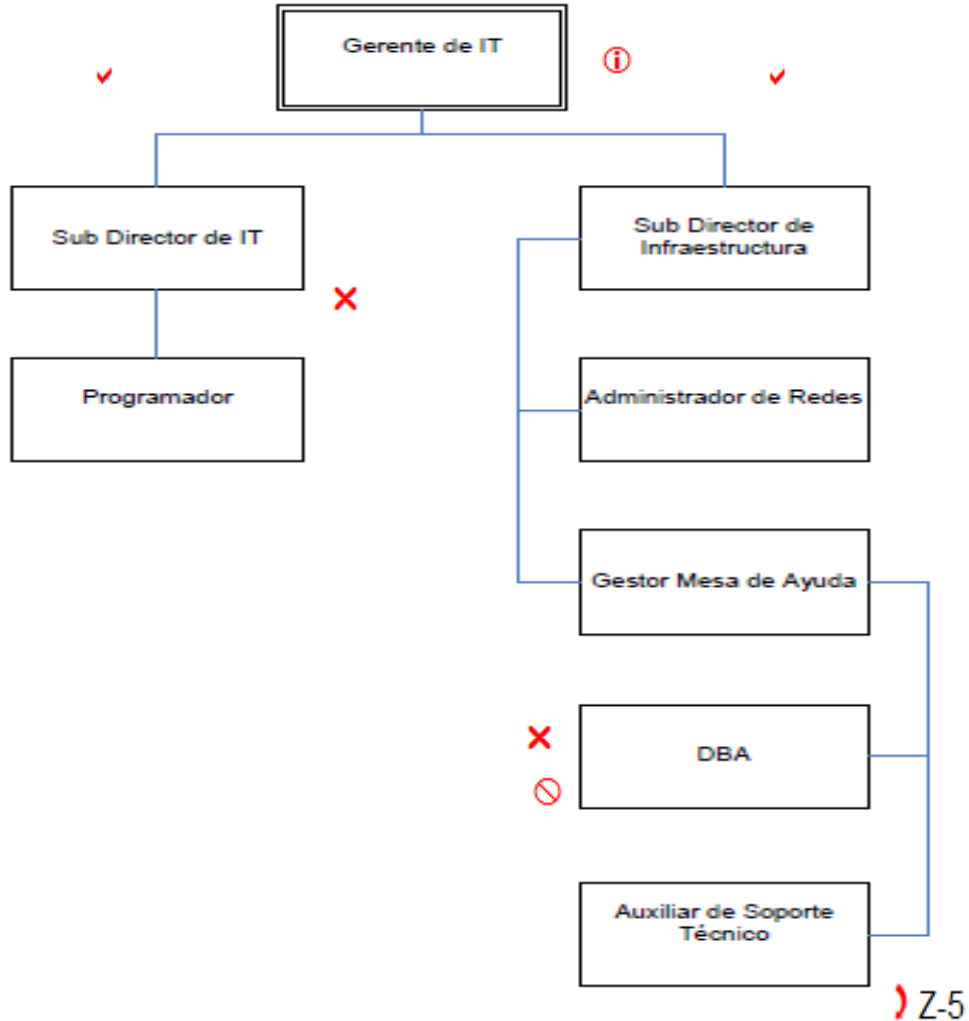 Gerente de IT
Sub Director de IT
Sub Director de
Infraestructura
Programador
Administrador de Redes
Gestor Mesa de Ayuda
DBA
Auxiliar de Soporte
Técnico
Z-5